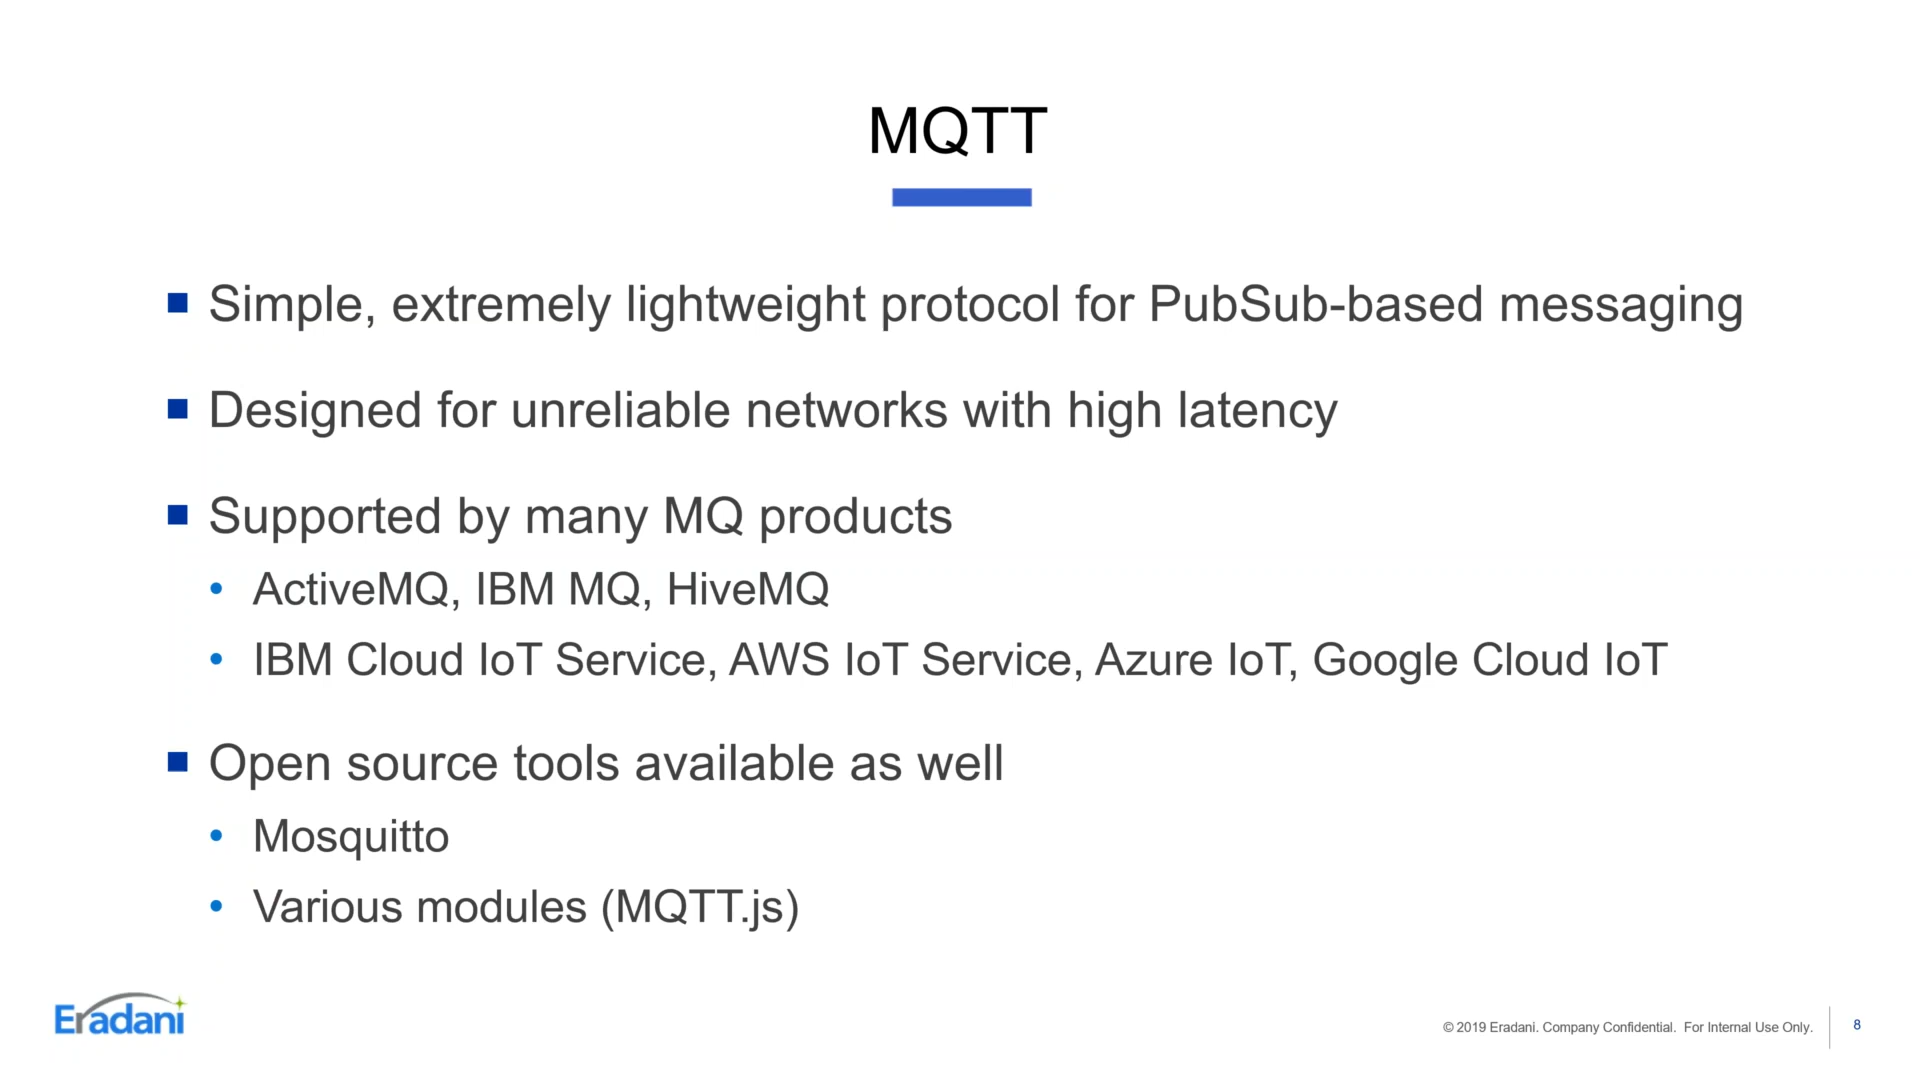 MQTT
Simple, extremely lightweight protocol for PubSub-based messaging
Designed for unreliable networks with high latency
Supported by many MQ products
ActiveMQ, IBM MQ, HiveMQ
IBM Cloud IoT Service, AWS IoT Service, Azure IoT, Google Cloud IoT
Open source tools available as well
Mosquitto
Various modules (MQTT.js)
Eradani
© 2019 Eradani. Company Confidential. For Internal Use Only.
8